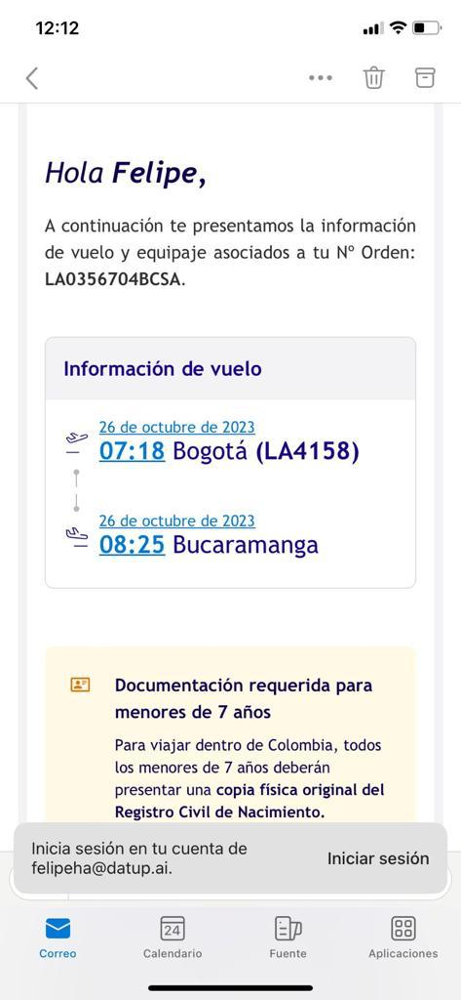 12:12
Hola Felipe,
A continuación te presentamos la información
de vuelo y equipaje asociados a tu Nº Orden:
LA0356704BCSA.
Información de vuelo
26 de octubre de 2023
07:18 Bogotá (LA4158)
26 de octubre de 2023
08:25 Bucaramanga
Documentación requerida para
menores de 7 años
Para viajar dentro de Colombia, todos
los menores de 7 años deberán
presentar una copia física original del
Registro Civil de Nacimiento.
Inicia sesión en tu cuenta de
felipeha@datup.ai.
Iniciar sesión
24
Correo
Calendario
Fuente
Aplicaciones